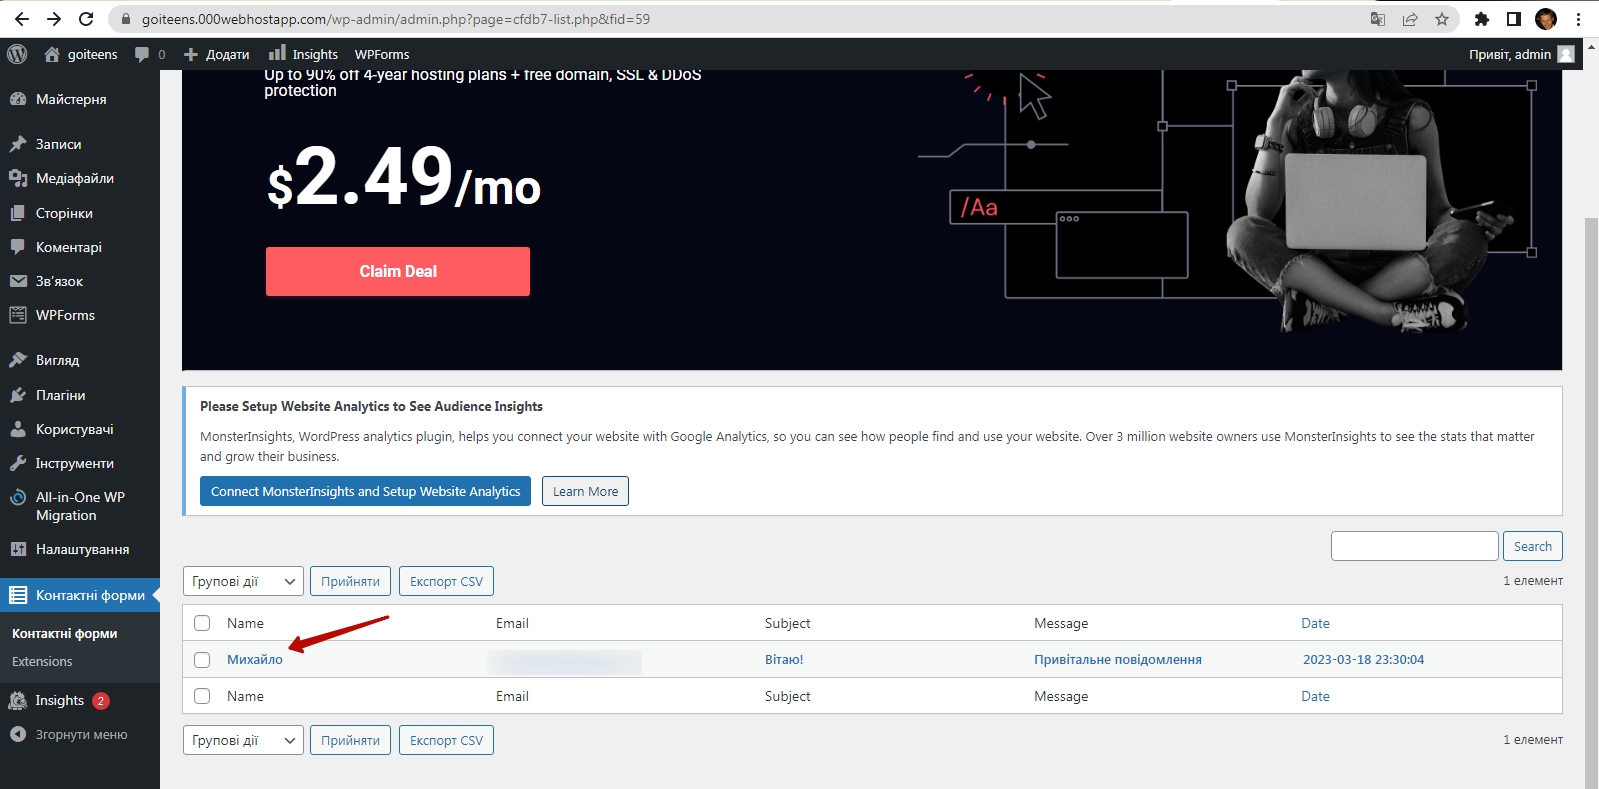 goiteens.000webhostapp.com/wp-admin/admin.php?page=cfdb7-list.php&fid=59
goiteens
0
Додати
Insights
WPForms
Привіт, admin
Майстерня
Записи
Медіафайли
Сторінки
Коментарі
Зв’язок
WPForms
Вигляд
Плагіни
Користувачі
Інструменти
All-in-One WP
Migration
Налаштування
Контактні форми
Контактні форми
Extensions
Insights 2
Згорнути меню
Up to 90% off 4-year hosting plans + free domain, SSL & DDoS
protection
$2.49/mo
Claim Deal
/Aa
Please Setup Website Analytics to See Audience Insights
MonsterInsights, WordPress analytics plugin, helps you connect your website with Google Analytics, so you can see how people find and use your website. Over 3 million website owners use MonsterInsights to see the stats that matter
and grow their business.
Connect MonsterInsights and Setup Website Analytics
Learn More
Search
Групові дії
Прийняти
Експорт CSV
1 елемент
Name Email Subject Message Date
Михайло Вітаю! Привітальне повідомлення 2023-03-18 23:30:04
Name Email Subject Message Date
Групові дії
Прийняти
Експорт CSV
1 елемент